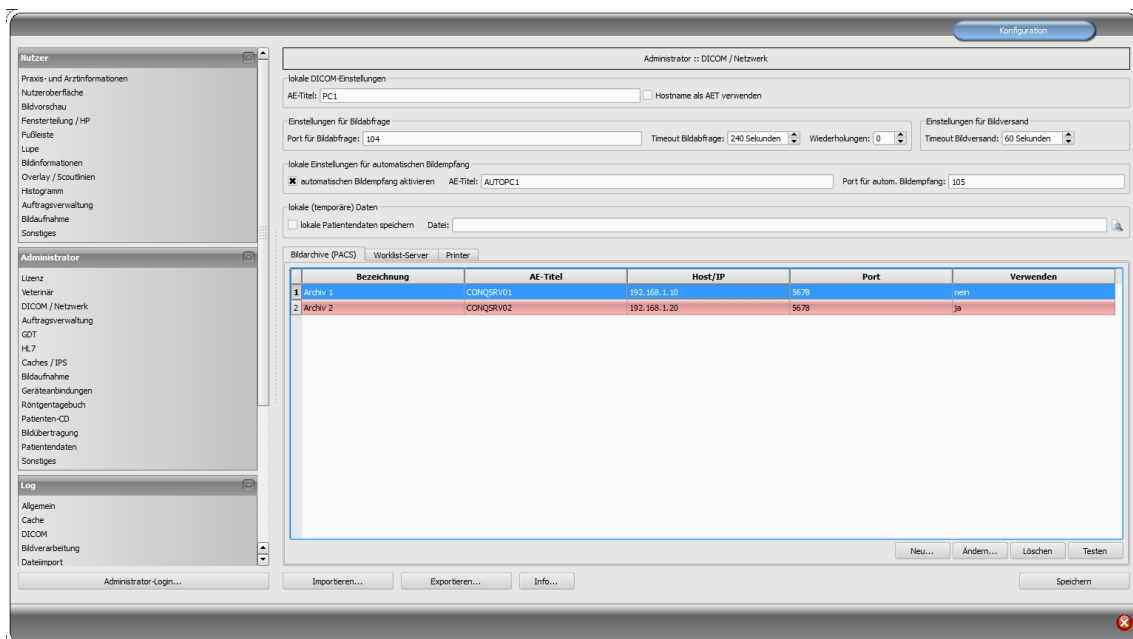 Konfiguration
Nutzer
Praxis- und Arztinformationen
Nutzeroberfläche
Bildvorschau
Fensterteilung / HP
Fußleiste
Lupe
Bildinformationen
Overlay / Scoutlinien
Histogramm
Auftragsverwaltung
Bildaufnahme
Sonstiges
Administrator
Lizenz
Veterinär
DICOM / Netzwerk
Auftragsverwaltung
GDT
HL7
Caches / IPS
Bildaufnahme
Geräteanbindungen
Röntgentagebuch
Patienten-CD
Bildübertragung
Patientendaten
Sonstiges
Log
Allgemein
Cache
DICOM
Bildverarbeitung
Dateiimport
Administrator-Login...
Administrator :: DICOM / Netzwerk
lokale DICOM-Einstellungen
AE-Titel: PC1 Hostname als AET verwenden
Einstellungen für Bildabfrage
Port für Bildabfrage: 104 Timeout Bildabfrage: 240 Sekunden Wiederholungen: 0
Einstellungen für Bildversand
Timeout Bildversand: 60 Sekunden
lokale Einstellungen für automatischen Bildempfang
automatischen Bildempfang aktivieren AE-Titel: AUTOPC1 Port für autom. Bildempfang: 105
lokale (temporäre) Daten
lokale Patientendaten speichern Datei:
Bildarchive (PACS) Worklist-Server Printer
Bezeichnung AE-Titel Host/IP Port Verwenden
1 Archiv 1 CONQSRV01 192.168.1.10 5678 nein
2 Archiv 2 CONQSRV02 192.168.1.20 5678 ja
Neu... Ändern... Löschen Testen
Importieren... Exportieren... Info... Speichern